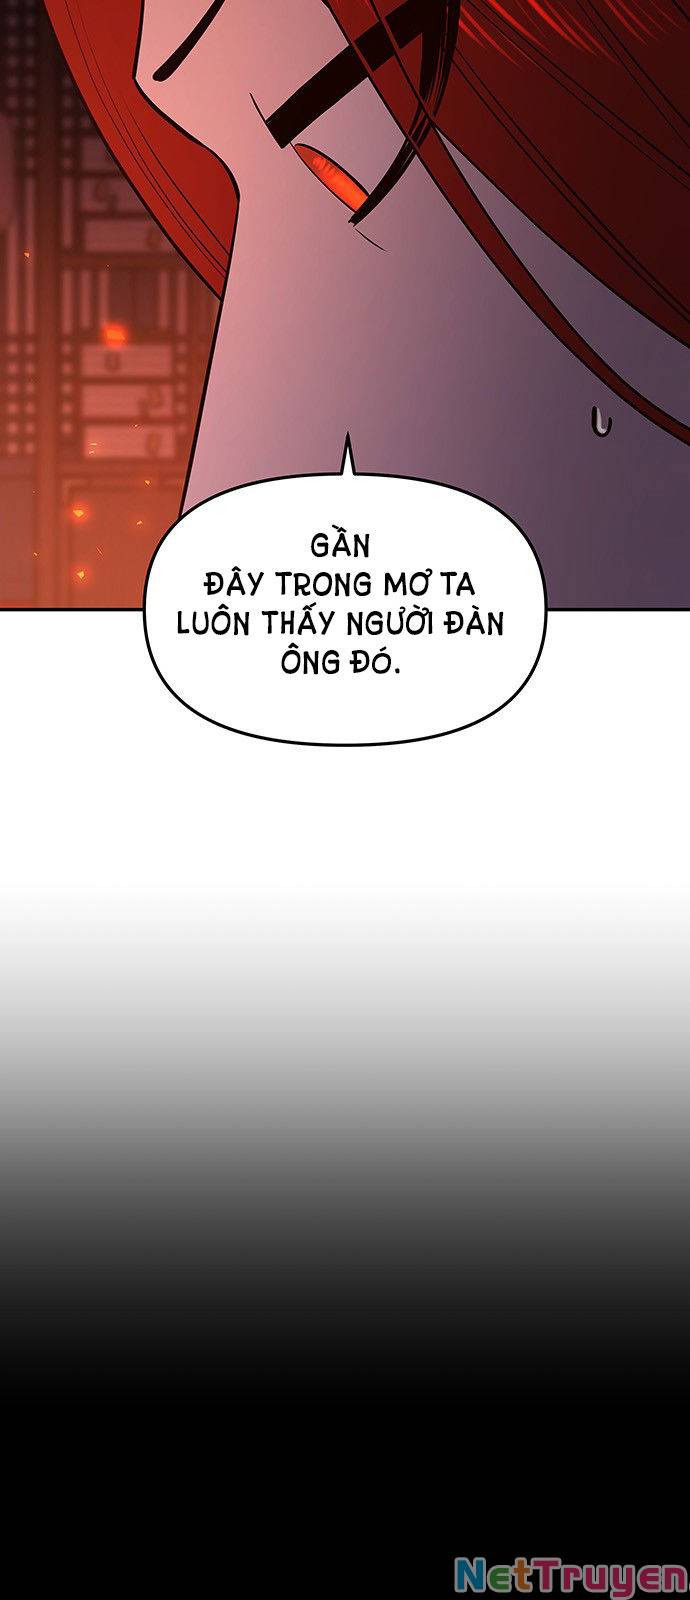 GẦN
ĐÂY TRONG MƠ TA
LUÔN THẤY NGƯỜI ĐÀN
ÔNG ĐÓ.
NetTruyen